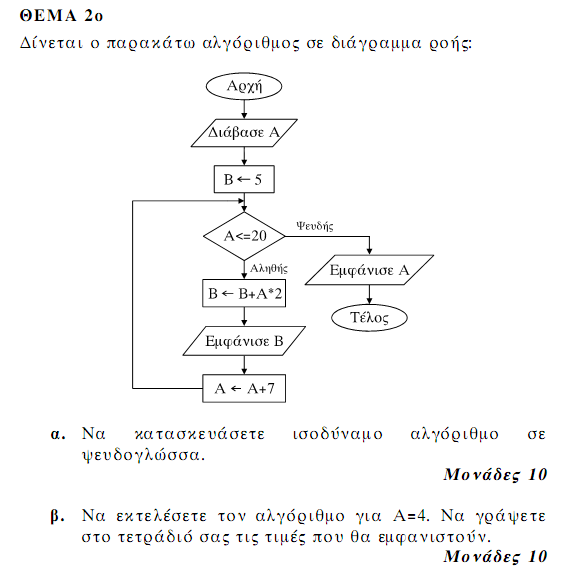 ΘΕΜΑ 2ο
Δίνεται ο παρακάτω αλγόριθμος σε διάγραμμα ροής:
Αρχή
Διάβασε Α
Β ← 5
Α<=20
Ψευδής
Αληθής
Εμφάνισε Α
Β ← Β+Α*2
Τέλος
Εμφάνισε Β
Α ← Α+7
α. Να κατασκευάσετε ισοδύναμο αλγόριθμο σε
ψευδογλώσσα.
Μονάδες 10
β. Να εκτελέσετε τον αλγόριθμο για Α=4. Να γράψετε
στο τετράδιό σας τις τιμές που θα εμφανιστούν.
Μονάδες 10